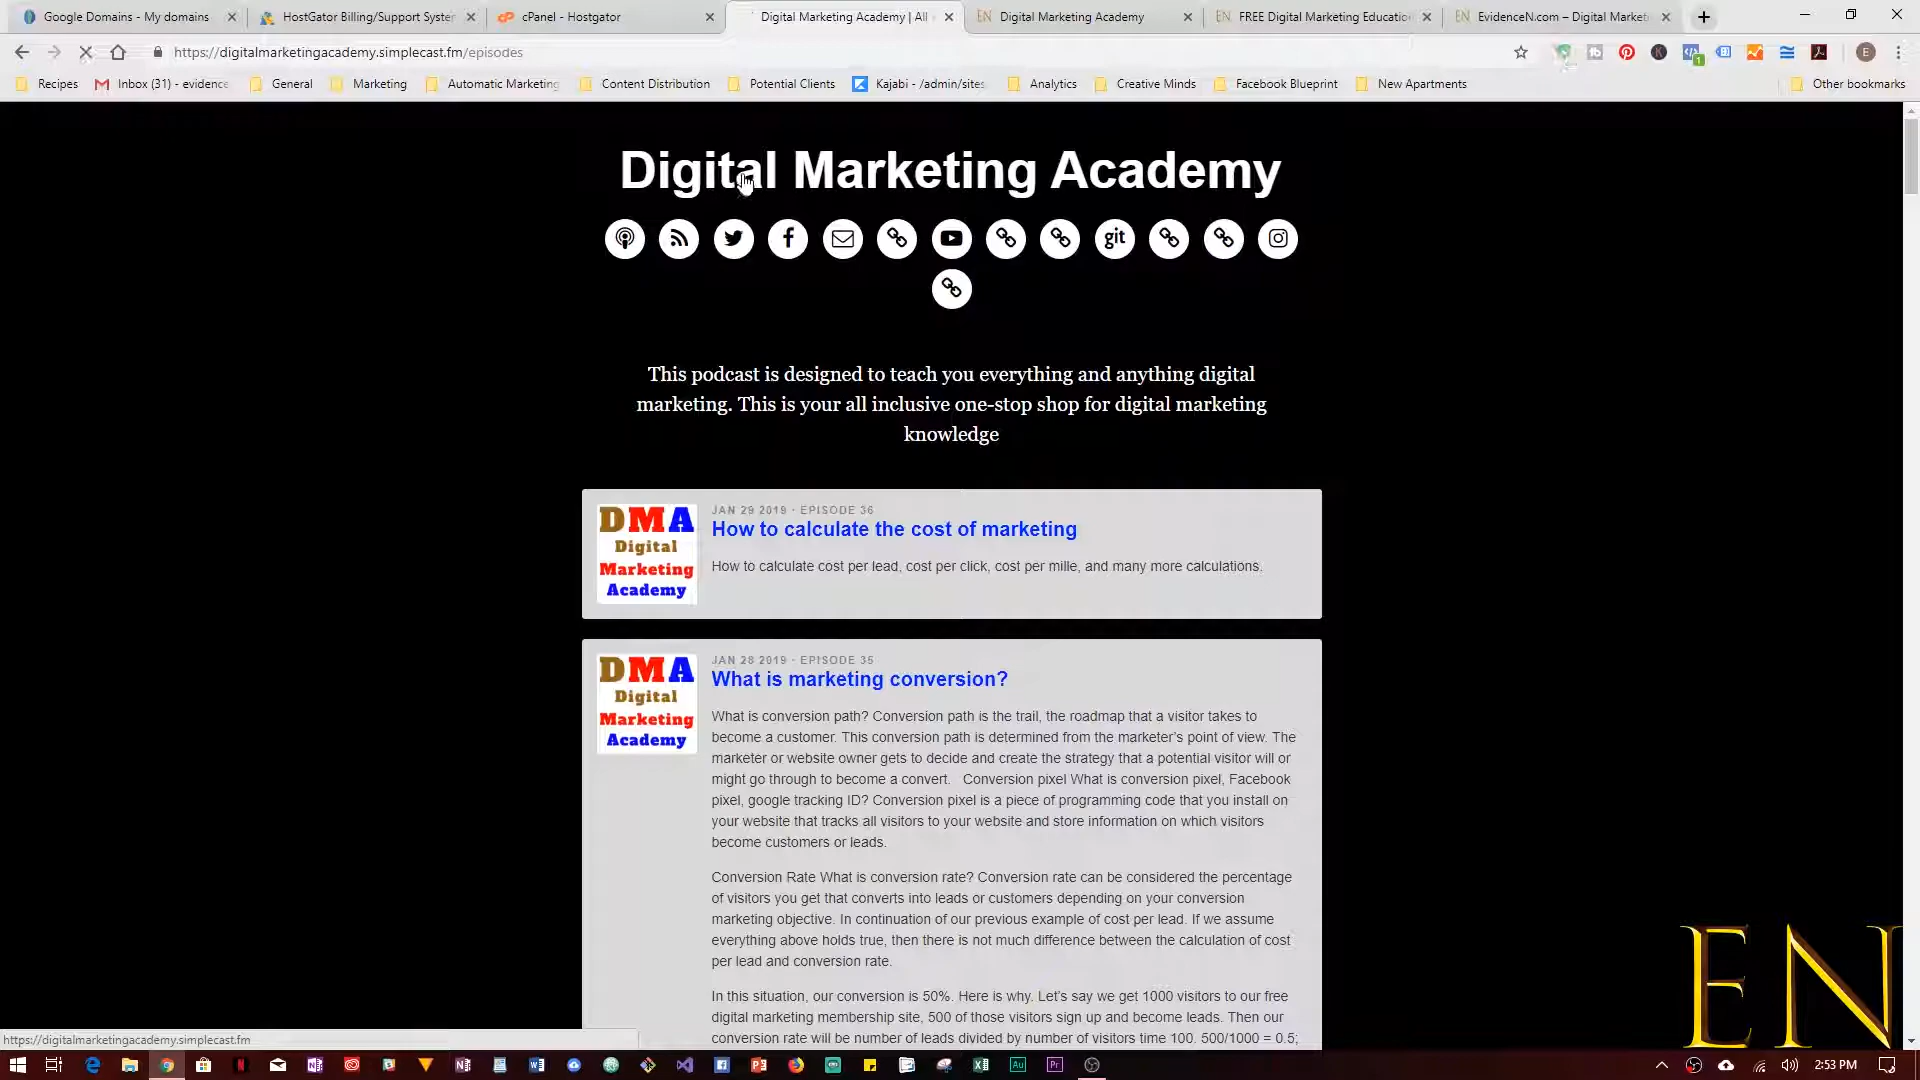 Google Domains - My domains
HostGator Billing/Support Syste
cPanel - Hostgator
Digital Marketing Academy | All
Digital Marketing Academy
FREE Digital Marketing Educatio
EvidenceN.com – Digital Market
https://digitalmarketingacademy.simplecast.fm/episodes
Recipes
Inbox (31) - evidence
General
Marketing
Automatic Marketing
Content Distribution
Potential Clients
Kajabi - /admin/sites
Analytics
Creative Minds
Facebook Blueprint
New Apartments
Other bookmarks
Digital Marketing Academy
git
This podcast is designed to teach you everything and anything digital
marketing. This is your all inclusive one-stop shop for digital marketing
knowledge
DMA
Digital
Marketing
Academy
JAN 29 2019 · EPISODE 36
How to calculate the cost of marketing
How to calculate cost per lead, cost per click, cost per mille, and many more calculations.
DMA
Digital
Marketing
Academy
JAN 28 2019 · EPISODE 35
What is marketing conversion?
What is conversion path? Conversion path is the trail, the roadmap that a visitor takes to
become a customer. This conversion path is determined from the marketer's point of view. The
marketer or website owner gets to decide and create the strategy that a potential visitor will or
might go through to become a convert. Conversion pixel What is conversion pixel, Facebook
pixel, google tracking ID? Conversion pixel is a piece of programming code that you install on
your website that tracks all visitors to your website and store information on which visitors
become customers or leads.
Conversion Rate What is conversion rate? Conversion rate can be considered the percentage
of visitors you get that converts into leads or customers depending on your conversion
marketing objective. In continuation of our previous example of cost per lead. If we assume
everything above holds true, then there is not much difference between the calculation of cost
per lead and conversion rate.
In this situation, our conversion is 50%. Here is why. Let's say we get 1000 visitors to our free
digital marketing membership site, 500 of those visitors sign up and become leads. Then our
conversion rate will be number of leads divided by number of visitors time 100. 500/1000 = 0.5;
EN
https://digitalmarketingacademy.simplecast.fm
2:53 PM